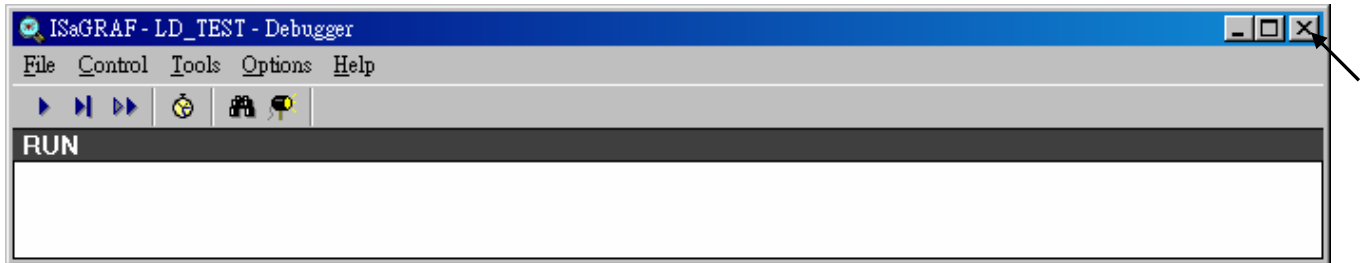 ISaGRAF - LD_TEST - Debugger
File Control Tools Options Help
RUN